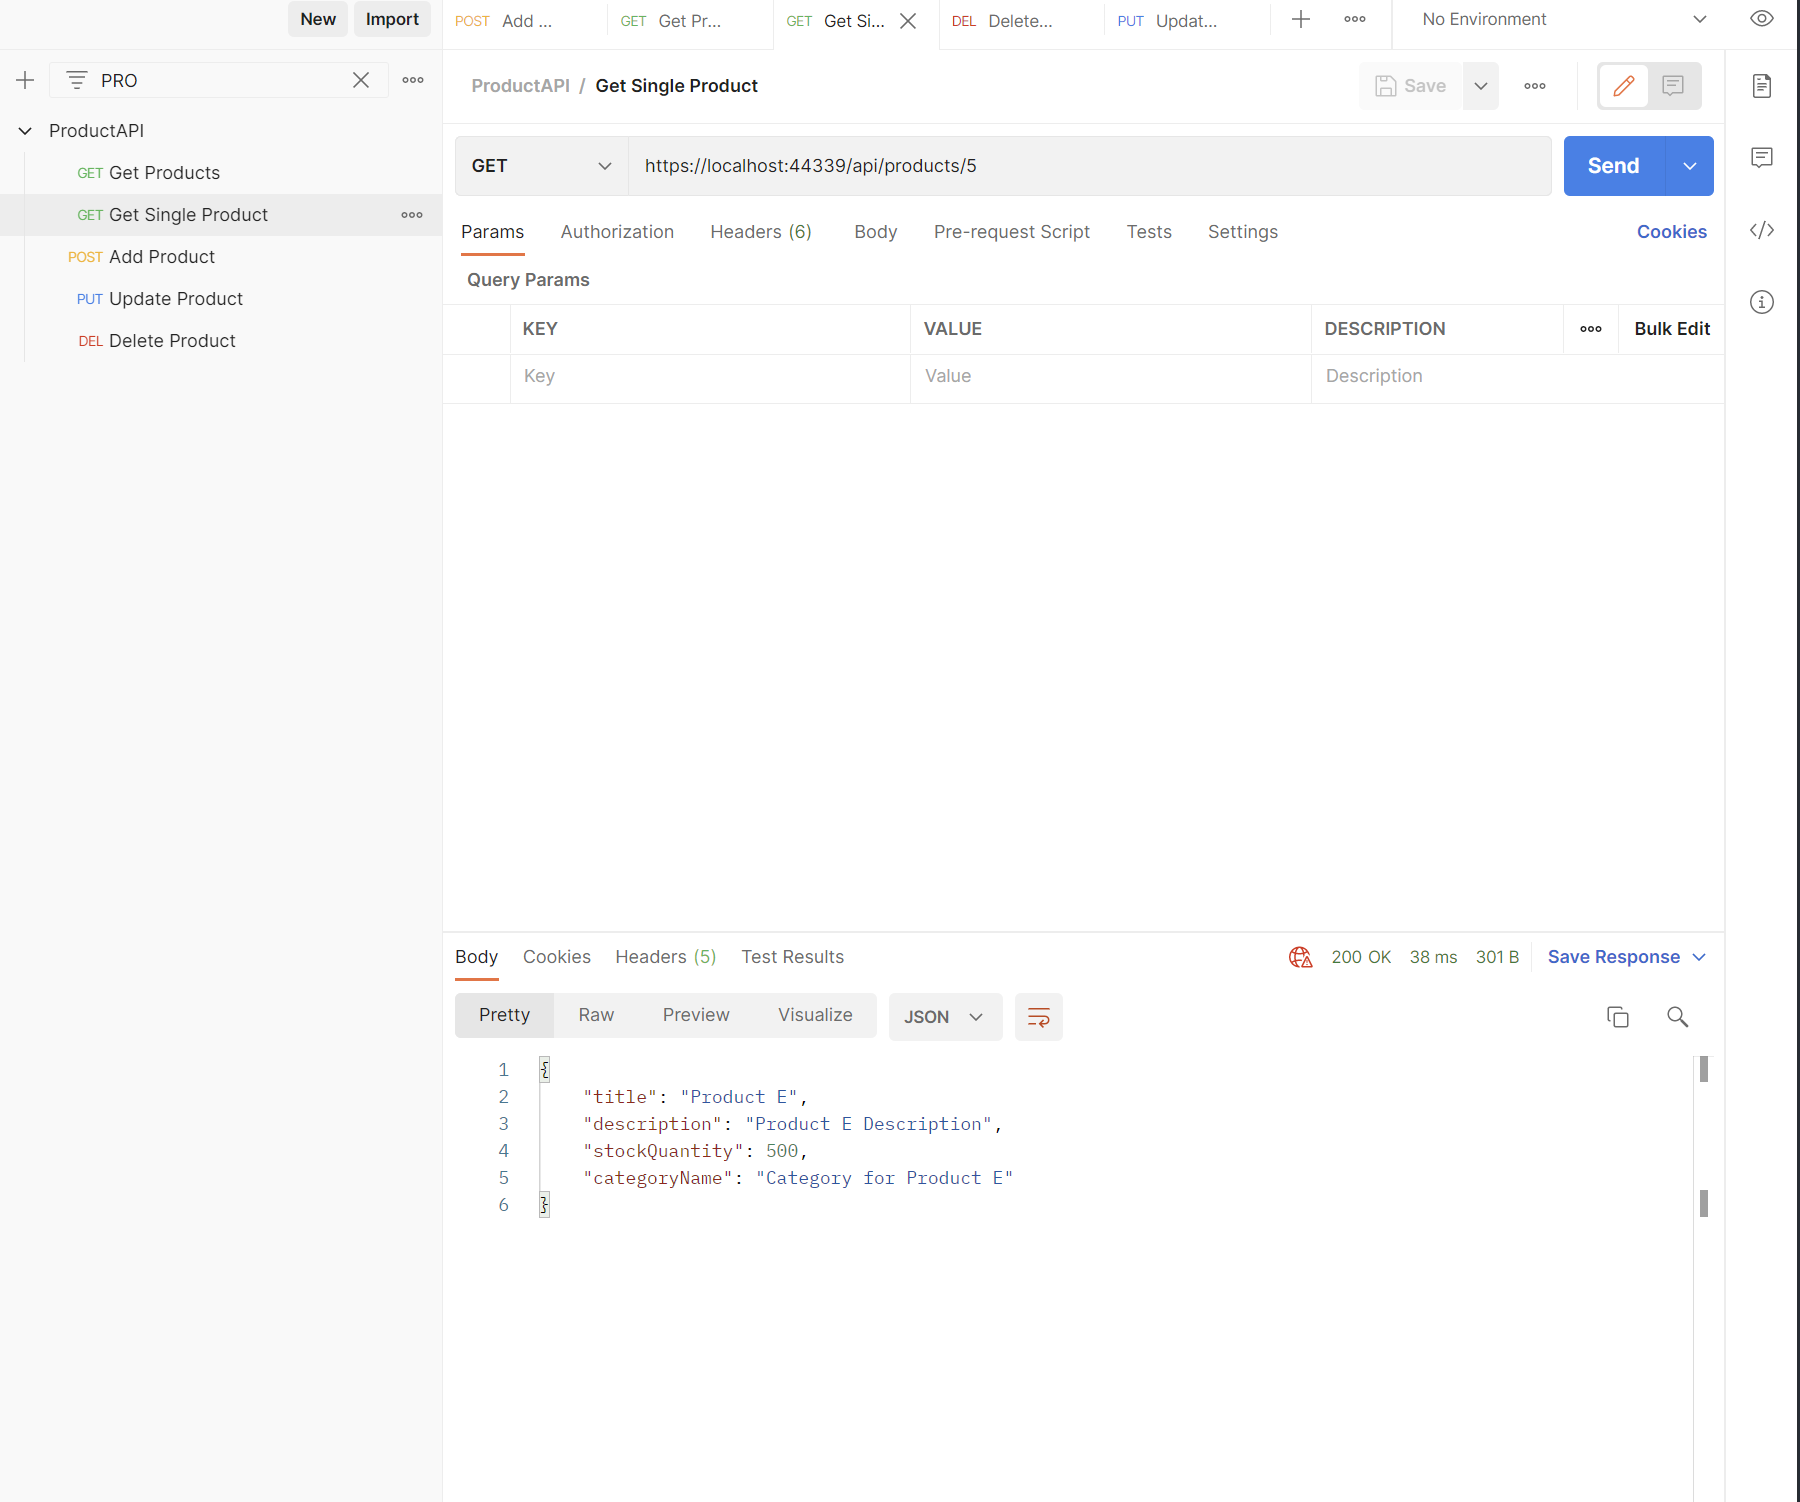 New Import
POST Add ... GET Get Pr... GET Get Si... DEL Delete... PUT Updat... No Environment
PRO
ProductAPI
GET Get Products
GET Get Single Product
POST Add Product
PUT Update Product
DEL Delete Product
ProductAPI / Get Single Product
Save
GET https://localhost:44339/api/products/5 Send
Params Authorization Headers (6) Body Pre-request Script Tests Settings Cookies
Query Params
KEY VALUE DESCRIPTION Bulk Edit
Key Value Description
Body Cookies Headers (5) Test Results 200 OK 38 ms 301 B Save Response
Pretty Raw Preview Visualize JSON
1 {
2 "title": "Product E",
3 "description": "Product E Description",
4 "stockQuantity": 500,
5 "categoryName": "Category for Product E"
6 }